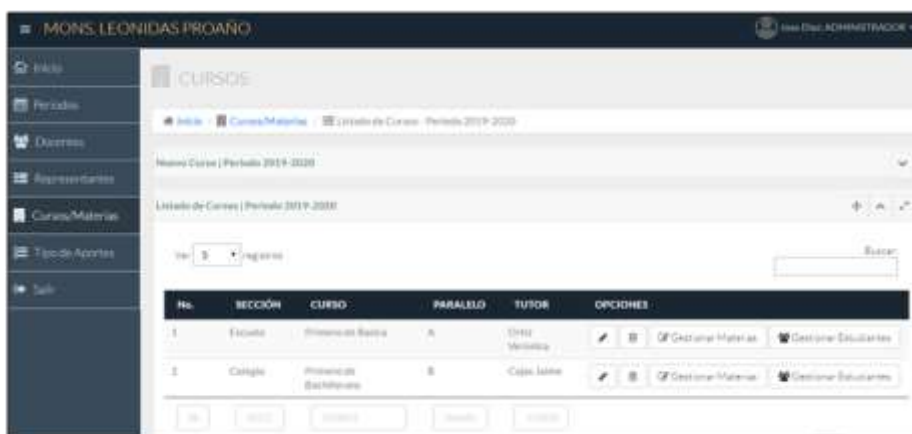 MONS. LEONIDAS PROAÑO
Jose Diaz ADMINISTRADOR
Inicio
Periodos
Docentes
Representantes
Cursos/Materias
Tipo de Aportes
Salir
CURSOS
Inicio Cursos/Materias Listado de Cursos - Periodo 2019-2020
Nuevo Curso | Periodo 2019-2020
Listado de Cursos | Periodo 2019-2020
Ver 5 registros
Buscar:
No. SECCIÓN CURSO PARALELO TUTOR OPCIONES
1 Escuela Primero de Basica A Ortiz Veronica Gestionar Materias Gestionar Estudiantes
2 Colegio Primero de Bachillerato B Cajas Jaime Gestionar Materias Gestionar Estudiantes